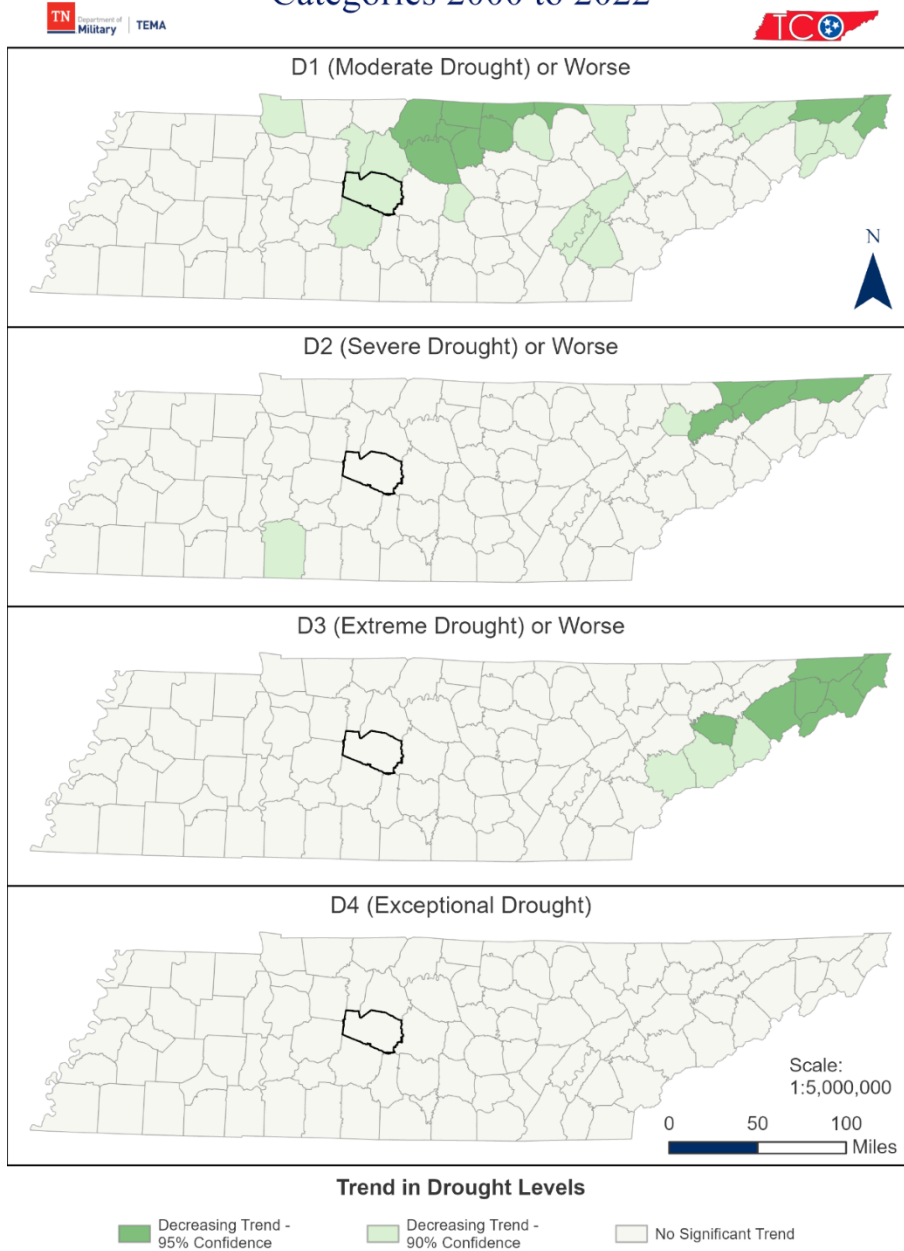 Categories 2000 to 2022
TN Department of Military TEMA
TCO
D1 (Moderate Drought) or Worse
N
D2 (Severe Drought) or Worse
D3 (Extreme Drought) or Worse
D4 (Exceptional Drought)
Scale:
1:5,000,000
0 50 100
Miles
Trend in Drought Levels
Decreasing Trend -
95% Confidence
Decreasing Trend -
90% Confidence
No Significant Trend